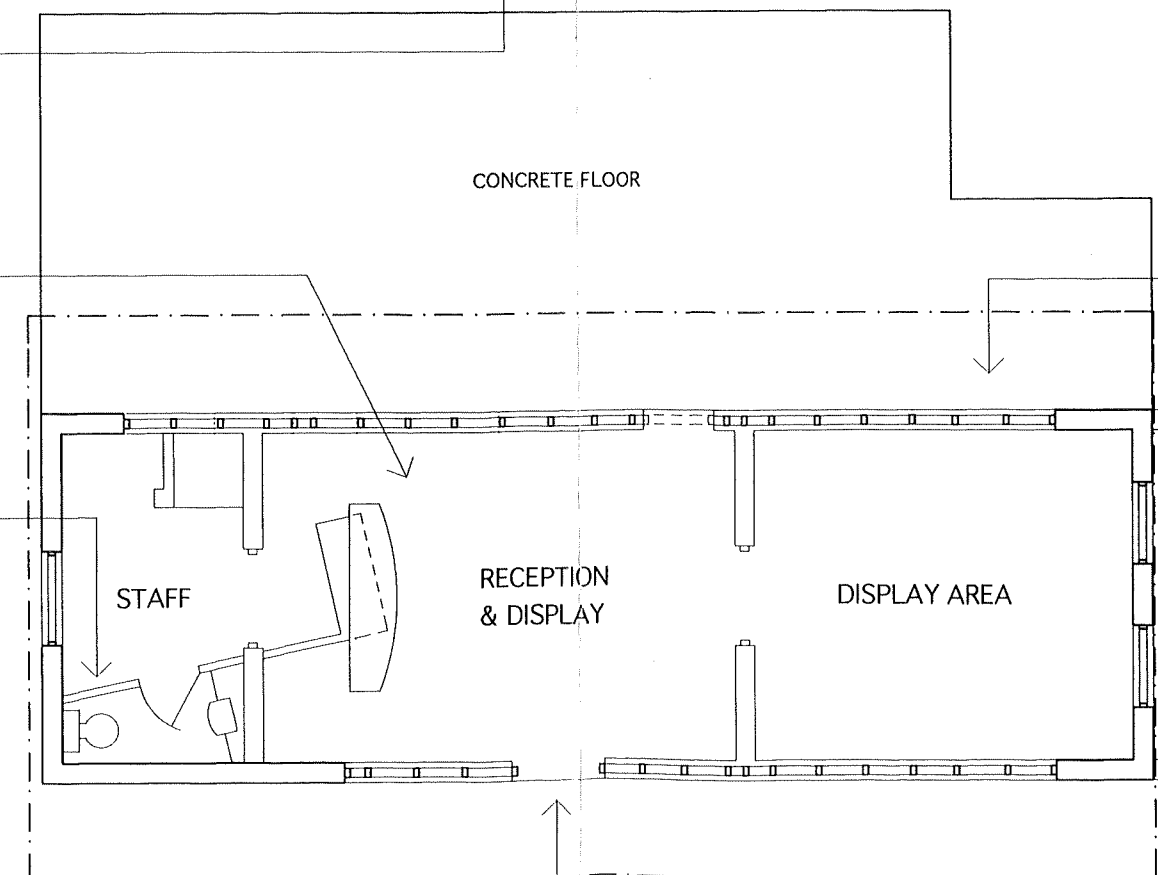 CONCRETE FLOOR
STAFF
RECEPTION
& DISPLAY
DISPLAY AREA